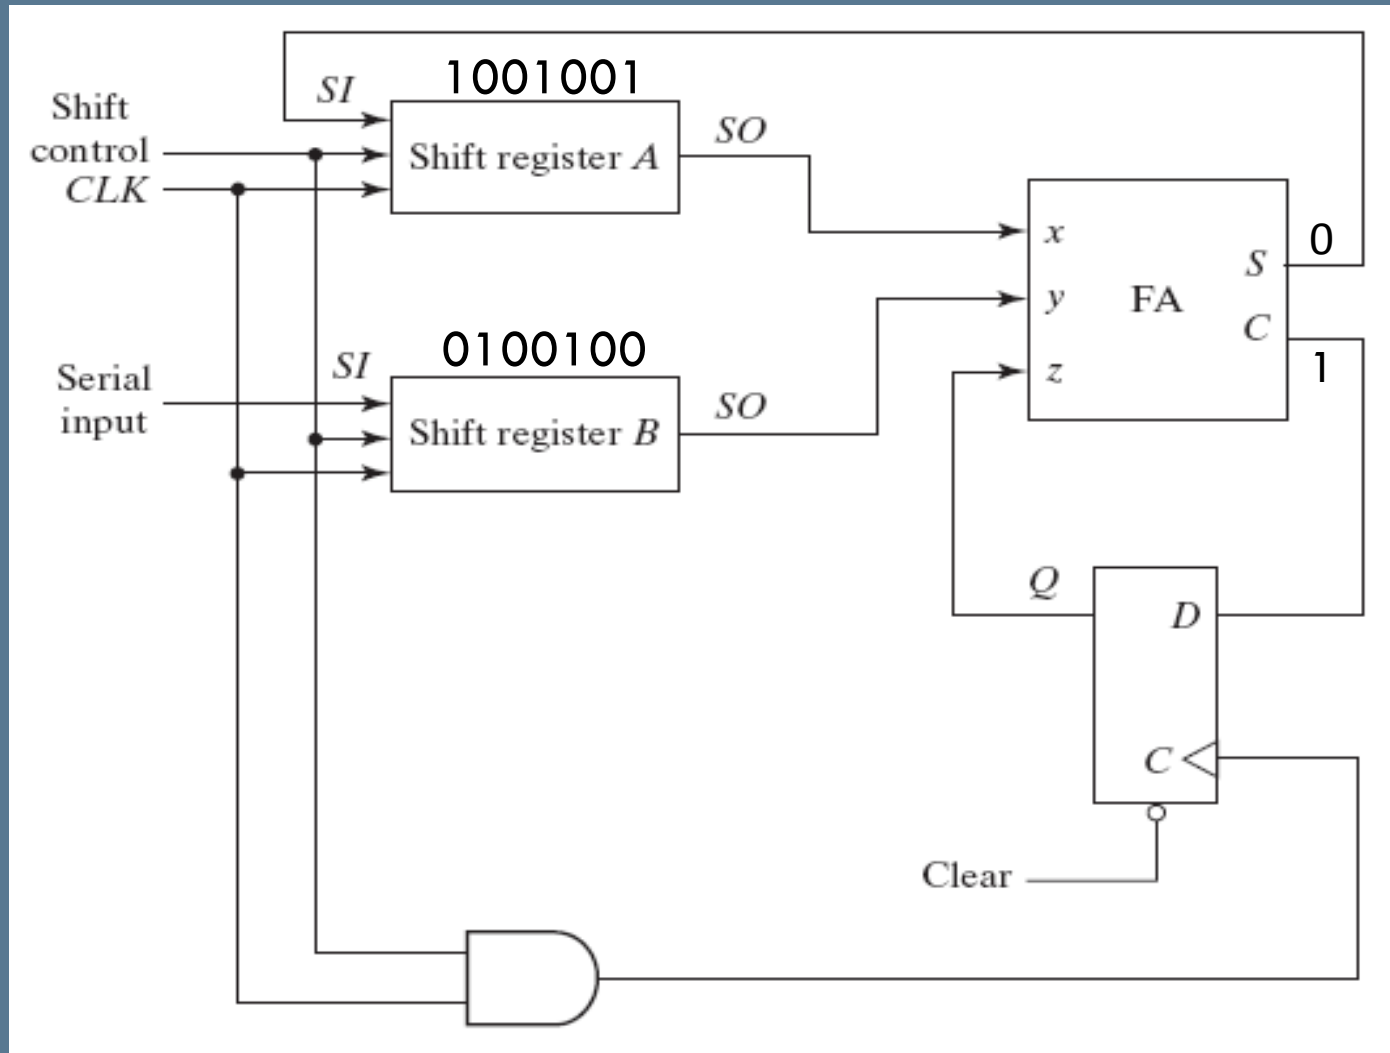 1001001
SI
Shift
control
CLK
Shift register A
SO
x
y
z
FA
S
C
0
1
0100100
SI
Serial
input
Shift register B
SO
Q
D
C
Clear